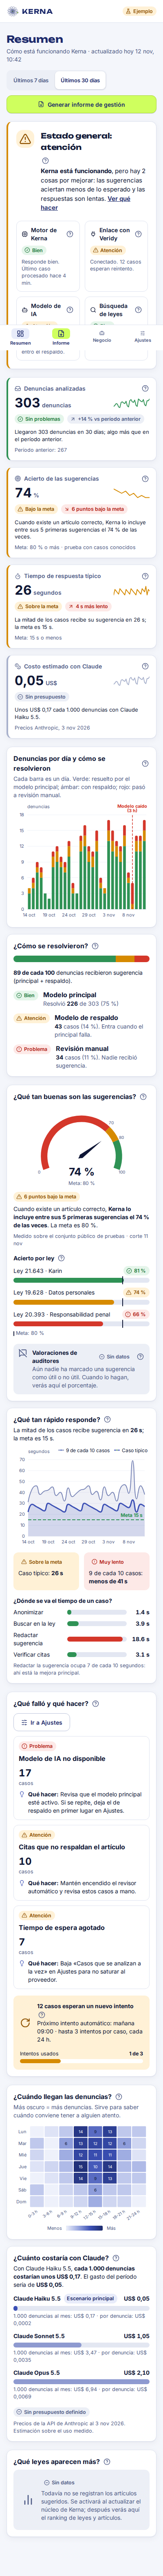 KERNA
Ejemplo
Resumen
Cómo está funcionando Kerna · actualizado hoy 12 nov, 10:42
Últimos 7 días
Últimos 30 días
Generar informe de gestión
Estado general: atención
Kerna está funcionando, pero hay 2 cosas por mejorar: las sugerencias aciertan menos de lo esperado y las respuestas son lentas. Ver qué hacer
Motor de Kerna
Bien
Responde bien. Último caso procesado hace 4 min.
Enlace con Veridy
Atención
Conectado. 12 casos esperan reintento.
Modelo de IA
Búsqueda de leyes
Resumen
Informe
Negocio
Ajustes
entró el respaldo.
Denuncias analizadas
303 denuncias
Sin problemas
+14 % vs período anterior
Llegaron 303 denuncias en 30 días; algo más que en el período anterior.
Período anterior: 267
Acierto de las sugerencias
74 %
Bajo la meta
6 puntos bajo la meta
Cuando existe un artículo correcto, Kerna lo incluye entre sus 5 primeras sugerencias el 74 % de las veces.
Meta: 80 % o más · prueba con casos conocidos
Tiempo de respuesta típico
26 segundos
Sobre la meta
4 s más lento
La mitad de los casos recibe su sugerencia en 26 s; la meta es 15 s.
Meta: 15 s o menos
Costo estimado con Claude
0,05 US$
Sin presupuesto
Unos US$ 0,17 cada 1.000 denuncias con Claude Haiku 5.5.
Precios Anthropic, 3 nov 2026
Denuncias por día y cómo se resolvieron
Cada barra es un día. Verde: resuelto por el modelo principal; ámbar: con respaldo; rojo: pasó a revisión manual.
denuncias
Modelo caído (2 h)
18
15
12
9
6
3
0
14 oct
19 oct
24 oct
29 oct
3 nov
8 nov
¿Cómo se resolvieron?
89 de cada 100 denuncias recibieron sugerencia (principal + respaldo).
Bien
Modelo principal
Resolvió 226 de 303 (75 %)
Atención
Modelo de respaldo
43 casos (14 %). Entra cuando el principal falla.
Problema
Revisión manual
34 casos (11 %). Nadie recibió sugerencia.
¿Qué tan buenas son las sugerencias?
0
70
80
100
74 %
Meta: 80 %
6 puntos bajo la meta
Cuando existe un artículo correcto, Kerna lo incluye entre sus 5 primeras sugerencias el 74 % de las veces. La meta es 80 %.
Medido sobre el conjunto público de pruebas · corte 11 nov
Acierto por ley
Ley 21.643 · Karin
81 %
Ley 19.628 · Datos personales
74 %
Ley 20.393 · Responsabilidad penal
66 %
Meta: 80 %
Valoraciones de auditores
Sin datos
Aún nadie ha marcado una sugerencia como útil o no útil. Cuando lo hagan, verás aquí el porcentaje.
¿Qué tan rápido responde?
La mitad de los casos recibe respuesta en 26 s; la meta es 15 s.
segundos
9 de cada 10 casos
Caso típico
70
60
50
40
30
20
10
0
Meta 15 s
14 oct
19 oct
24 oct
29 oct
3 nov
8 nov
Sobre la meta
Caso típico: 26 s
Muy lento
9 de cada 10 casos: menos de 41 s
¿Dónde se va el tiempo de un caso?
Anonimizar
1.4 s
Buscar en la ley
3.9 s
Redactar sugerencia
18.6 s
Verificar citas
3.1 s
Redactar la sugerencia ocupa 7 de cada 10 segundos: ahí está la mejora principal.
¿Qué falló y qué hacer?
Ir a Ajustes
Problema
Modelo de IA no disponible
17
casos
Qué hacer: Revisa que el modelo principal esté activo. Si se repite, deja el de respaldo en primer lugar en Ajustes.
Atención
Citas que no respaldan el artículo
10
casos
Qué hacer: Mantén encendido el revisor automático y revisa estos casos a mano.
Atención
Tiempo de espera agotado
7
casos
Qué hacer: Baja «Casos que se analizan a la vez» en Ajustes para no saturar al proveedor.
12 casos esperan un nuevo intento
Próximo intento automático: mañana 09:00 · hasta 3 intentos por caso, cada 24 h.
Intentos usados
1 de 3
¿Cuándo llegan las denuncias?
Más oscuro = más denuncias. Sirve para saber cuándo conviene tener a alguien atento.
Lun
Mar
Mié
Jue
Vie
Sáb
Dom
Menos
Más
¿Cuánto costaría con Claude?
Con Claude Haiku 5.5, cada 1.000 denuncias costarían unos US$ 0,17. El gasto del período sería de US$ 0,05.
Claude Haiku 5.5
Escenario principal
US$ 0,05
1.000 denuncias al mes: US$ 0,17 · por denuncia: US$ 0,0002
Claude Sonnet 5.5
US$ 1,05
1.000 denuncias al mes: US$ 3,47 · por denuncia: US$ 0,0035
Claude Opus 5.5
US$ 2,10
1.000 denuncias al mes: US$ 6,94 · por denuncia: US$ 0,0069
Sin presupuesto definido
Precios de la API de Anthropic al 3 nov 2026. Estimación sobre el uso medido.
¿Qué leyes aparecen más?
Sin datos
Todavía no se registran los artículos sugeridos. Se activará al actualizar el núcleo de Kerna; después verás aquí el ranking de leyes y artículos.